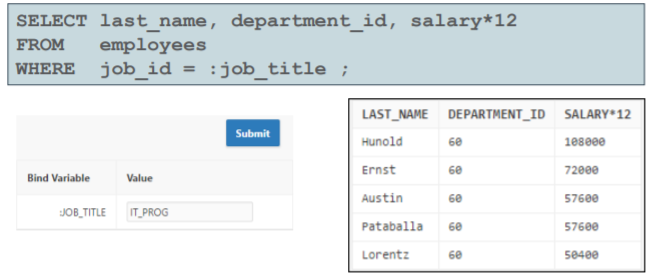 SELECT last_name, department_id, salary*12
FROM employees
WHERE job_id = :job_title ;
Submit
Bind Variable Value
:JOB_TITLE IT_PROG
LAST_NAME DEPARTMENT_ID SALARY*12
Hunold 60 108000
Ernst 60 72000
Austin 60 57600
Pataballa 60 57600
Lorentz 60 50400